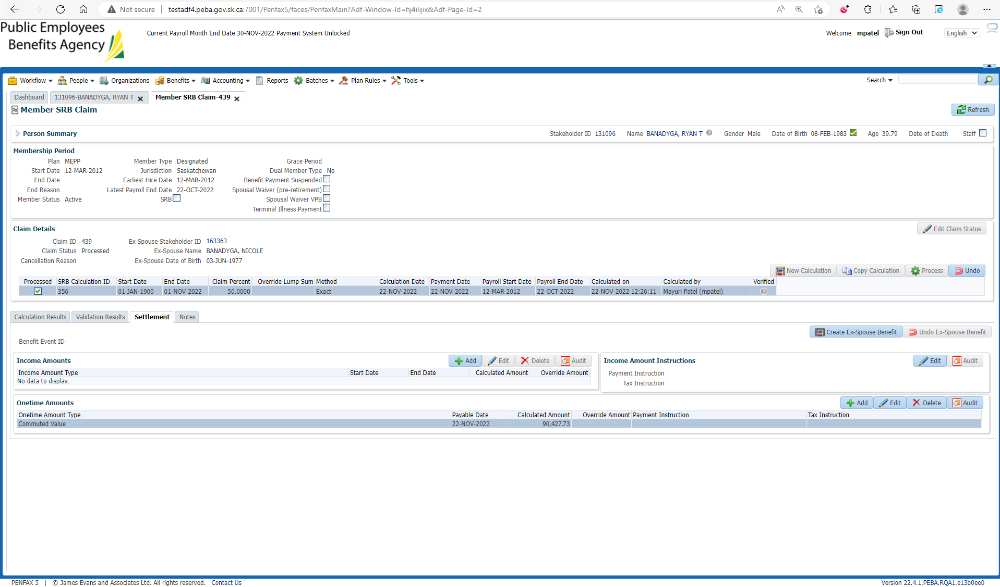 Not secure | testadf4.peba.gov.sk.ca:7001/Penfax5/faces/PenfaxMain?Adf-Window-Id=hj4ilijix&Adf-Page-Id=2
Public Employees
Benefits Agency
Current Payroll Month End Date 30-NOV-2022 Payment System Unlocked
Welcome mpatel Sign Out English
Workflow People Organizations Benefits Accounting Reports Batches Plan Rules Tools Search
Dashboard 131096-BANADYGA, RYAN T Member SRB Claim-439
Member SRB Claim Refresh
Person Summary Stakeholder ID 131096 Name BANADYGA, RYAN T Gender Male Date of Birth 08-FEB-1983 Age 39.79 Date of Death Staff
Membership Period
Plan MEPP Member Type Designated Grace Period
Start Date 12-MAR-2012 Jurisdiction Saskatchewan Dual Member Type No
End Date Earliest Hire Date 12-MAR-2012 Benefit Payment Suspended
End Reason Latest Payroll End Date 22-OCT-2022 Spousal Waiver (pre-retirement)
Member Status Active SRB Spousal Waiver VPB
Terminal Illness Payment
Claim Details Edit Claim Status
Claim ID 439 Ex-Spouse Stakeholder ID 163363
Claim Status Processed Ex-Spouse Name BANADYGA, NICOLE
Cancellation Reason Ex-Spouse Date of Birth 03-JUN-1977
New Calculation Copy Calculation Process Undo
Processed SRB Calculation ID Start Date End Date Claim Percent Override Lump Sum Method Calculation Date Payment Date Payroll Start Date Payroll End Date Calculated on Calculated by Verified
356 01-JAN-1900 01-NOV-2022 50.0000 Exact 22-NOV-2022 22-NOV-2022 12-MAR-2012 22-OCT-2022 22-NOV-2022 12:26:11 Mayuri Patel (mpatel)
Calculation Results Validation Results Settlement Notes
Create Ex-Spouse Benefit Undo Ex-Spouse Benefit
Benefit Event ID
Income Amounts Add Edit Delete Audit
Income Amount Type Start Date End Date Calculated Amount Override Amount
No data to display.
Income Amount Instructions Edit Audit
Payment Instruction
Tax Instruction
Onetime Amounts Add Edit Delete Audit
Onetime Amount Type Payable Date Calculated Amount Override Amount Payment Instruction Tax Instruction
Commuted Value 22-NOV-2022 90,427.73
PENFAX 5 | © James Evans and Associates Ltd. All rights reserved. Contact Us Version 22.4.1.PEBA.RQA1.e13b0ee0